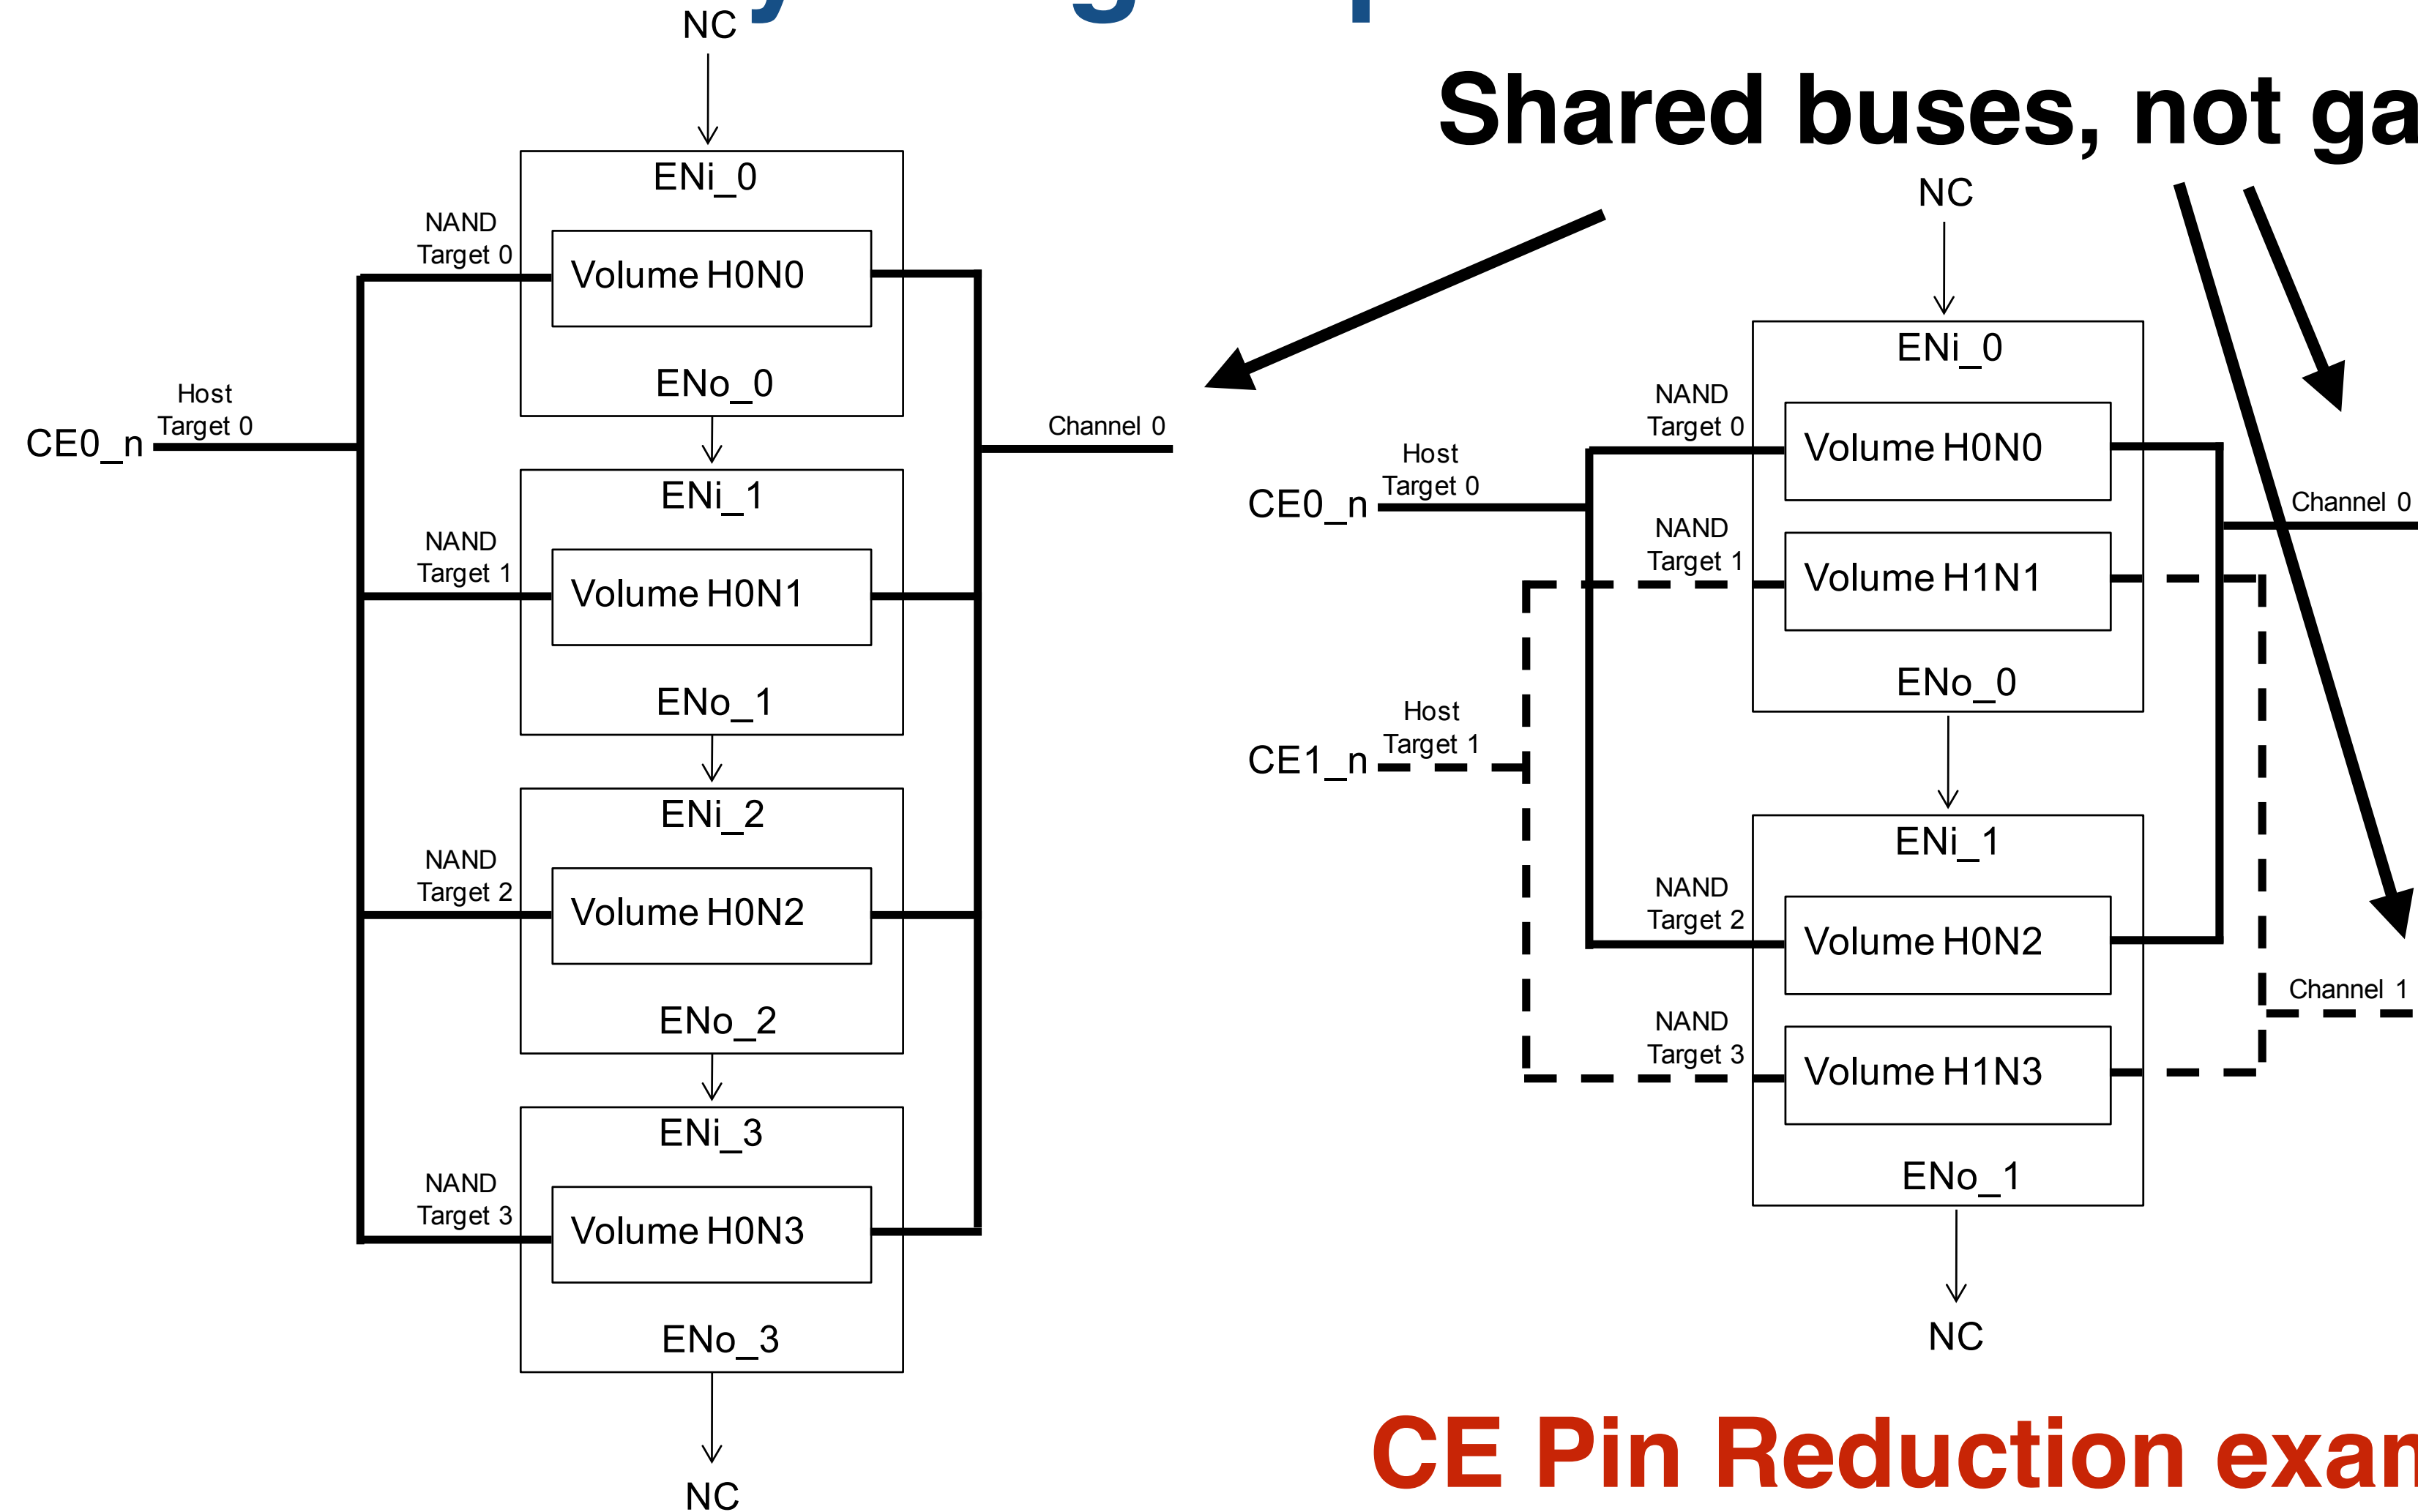 NC
ENi_0
NAND
Target 0
Volume H0N0
ENo_0
Host
Target 0
CE0_n
Channel 0
ENi_1
NAND
Target 1
Volume H0N1
ENo_1
ENi_2
NAND
Target 2
Volume H0N2
ENo_2
ENi_3
NAND
Target 3
Volume H0N3
ENo_3
NC
Shared buses, not
NC
ENi_0
NAND
Target 0
Volume H0N0
Host
Target 0
CE0_n
Channel 0
NAND
Target 1
Volume H1N1
ENo_0
Host
Target 1
CE1_n
ENi_1
NAND
Target 2
Volume H0N2
Channel 1
NAND
Target 3
Volume H1N3
ENo_1
NC
CE Pin Reduction